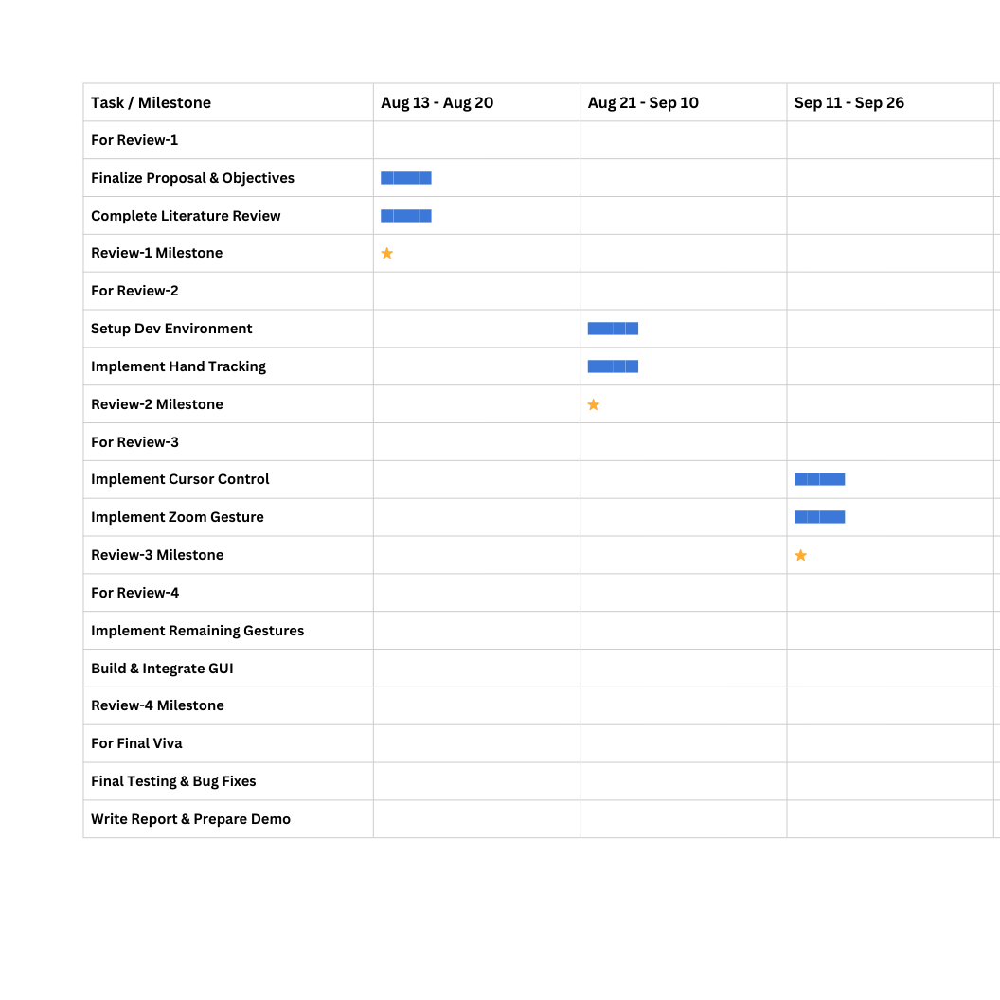 Task / Milestone Aug 13 - Aug 20 Aug 21 - Sep 10 Sep 11 - Sep 26
For Review-1
Finalize Proposal & Objectives
Complete Literature Review
Review-1 Milestone
For Review-2
Setup Dev Environment
Implement Hand Tracking
Review-2 Milestone
For Review-3
Implement Cursor Control
Implement Zoom Gesture
Review-3 Milestone
For Review-4
Implement Remaining Gestures
Build & Integrate GUI
Review-4 Milestone
For Final Viva
Final Testing & Bug Fixes
Write Report & Prepare Demo